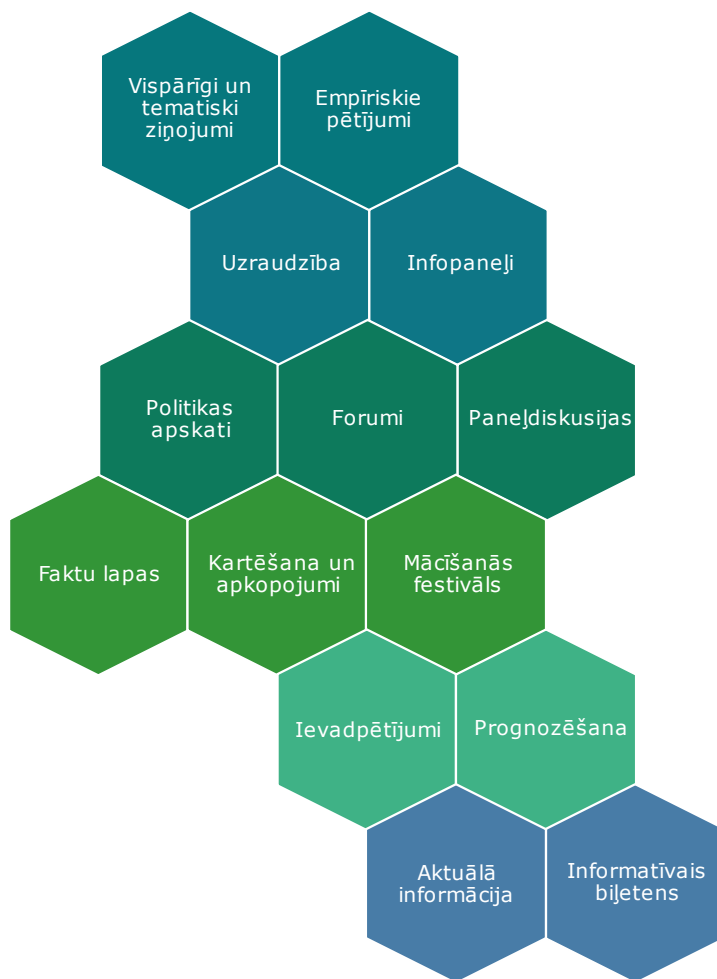 Vispārīgi un
tematiski
ziņojumi
Empīriskie
pētījumi
Uzraudzība
Infopaneļi
Politikas
apskati
Forumi
Paneļdiskusijas
Faktu lapas
Kartēšana un
apkopojumi
Mācīšanās
festivāls
Ievadpētījumi
Prognozēšana
Aktuālā
informācija
Informatīvais
biļetens